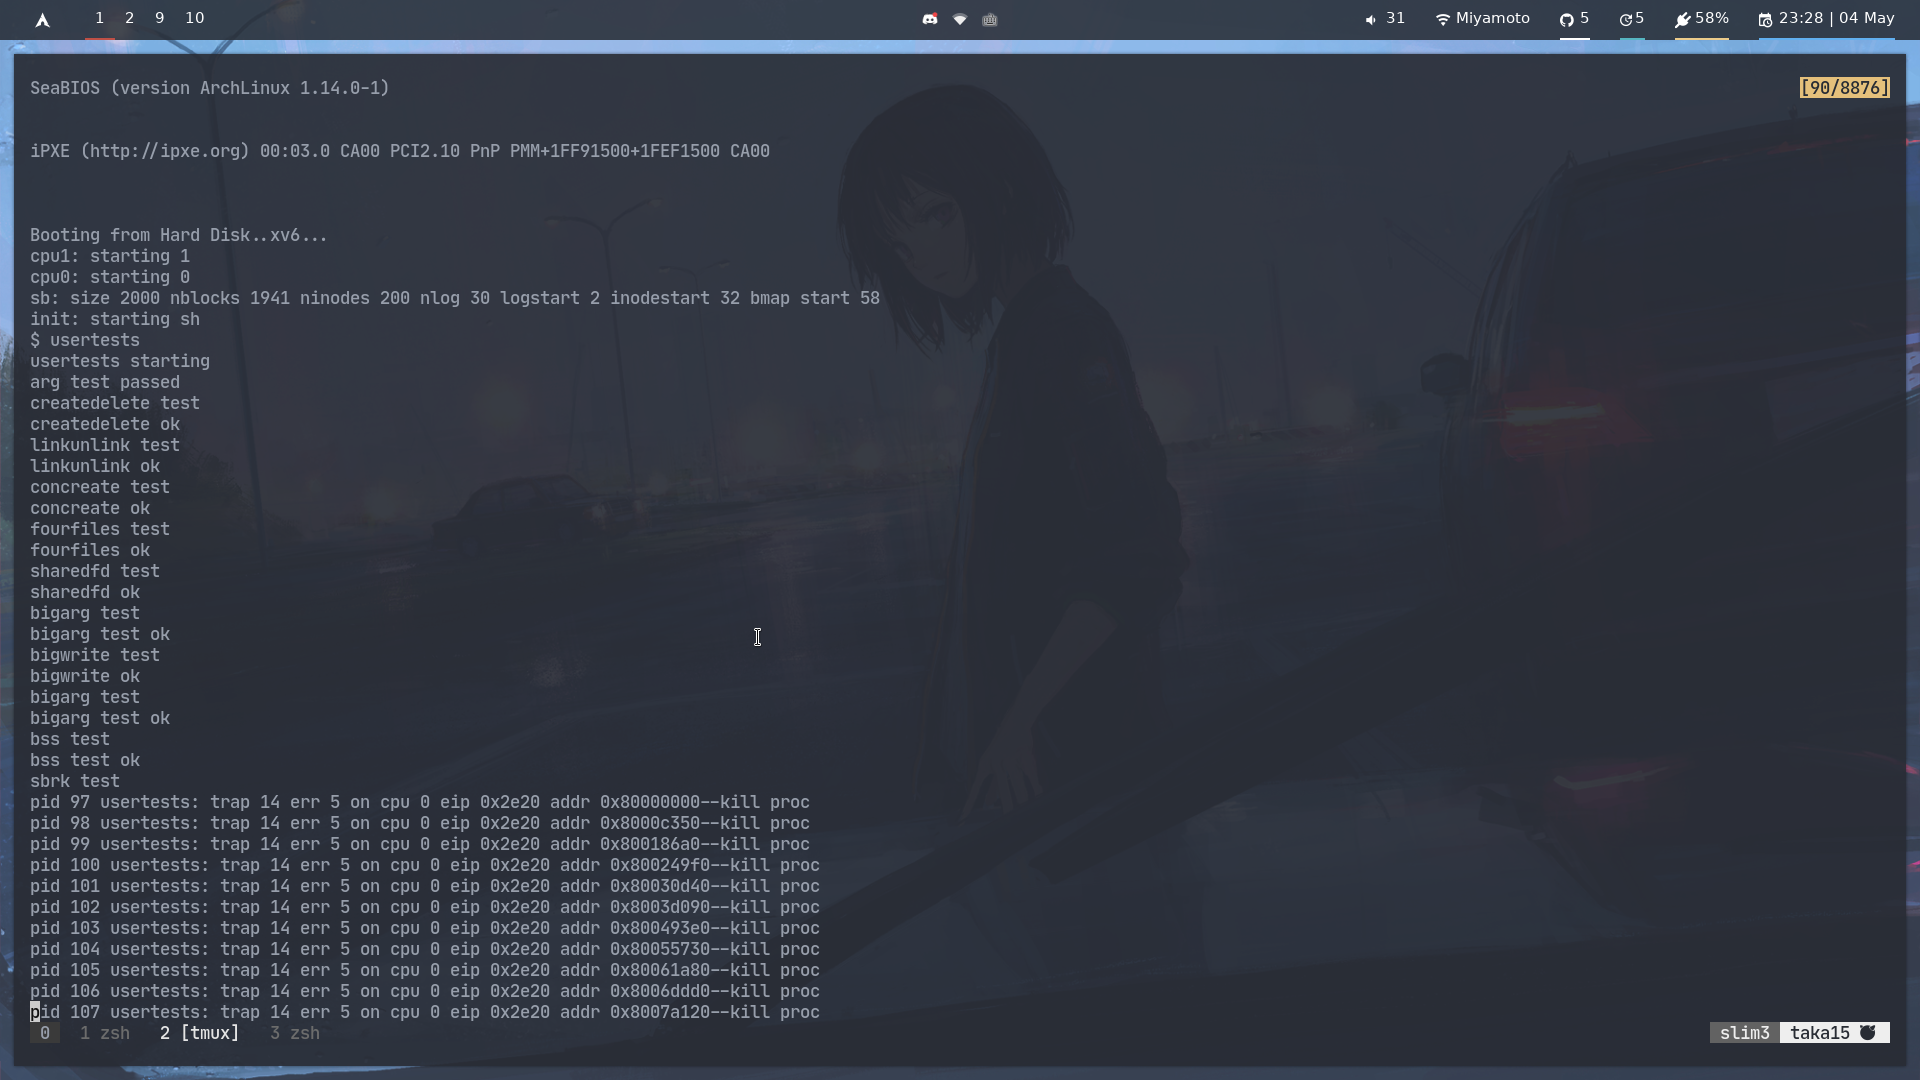 1 2 9 10 31 Miyamoto 5 5 58% 23:28 | 04 May
SeaBIOS (version ArchLinux 1.14.0-1) [90/8876]
iPXE (http://ipxe.org) 00:03.0 CA00 PCI2.10 PnP PMM+1FF91500+1FEF1500 CA00
Booting from Hard Disk..xv6...
cpu1: starting 1
cpu0: starting 0
sb: size 2000 nblocks 1941 ninodes 200 nlog 30 logstart 2 inodestart 32 bmap start 58
init: starting sh
$ usertests
usertests starting
arg test passed
createdelete test
createdelete ok
linkunlink test
linkunlink ok
concreate test
concreate ok
fourfiles test
fourfiles ok
sharedfd test
sharedfd ok
bigarg test
bigarg test ok
bigwrite test
bigwrite ok
bigarg test
bigarg test ok
bss test
bss test ok
sbrk test
pid 97 usertests: trap 14 err 5 on cpu 0 eip 0x2e20 addr 0x80000000--kill proc
pid 98 usertests: trap 14 err 5 on cpu 0 eip 0x2e20 addr 0x8000c350--kill proc
pid 99 usertests: trap 14 err 5 on cpu 0 eip 0x2e20 addr 0x800186a0--kill proc
pid 100 usertests: trap 14 err 5 on cpu 0 eip 0x2e20 addr 0x800249f0--kill proc
pid 101 usertests: trap 14 err 5 on cpu 0 eip 0x2e20 addr 0x80030d40--kill proc
pid 102 usertests: trap 14 err 5 on cpu 0 eip 0x2e20 addr 0x8003d090--kill proc
pid 103 usertests: trap 14 err 5 on cpu 0 eip 0x2e20 addr 0x800493e0--kill proc
pid 104 usertests: trap 14 err 5 on cpu 0 eip 0x2e20 addr 0x80055730--kill proc
pid 105 usertests: trap 14 err 5 on cpu 0 eip 0x2e20 addr 0x80061a80--kill proc
pid 106 usertests: trap 14 err 5 on cpu 0 eip 0x2e20 addr 0x8006ddd0--kill proc
pid 107 usertests: trap 14 err 5 on cpu 0 eip 0x2e20 addr 0x8007a120--kill proc
0 1 zsh 2 [tmux] 3 zsh slim3 taka15